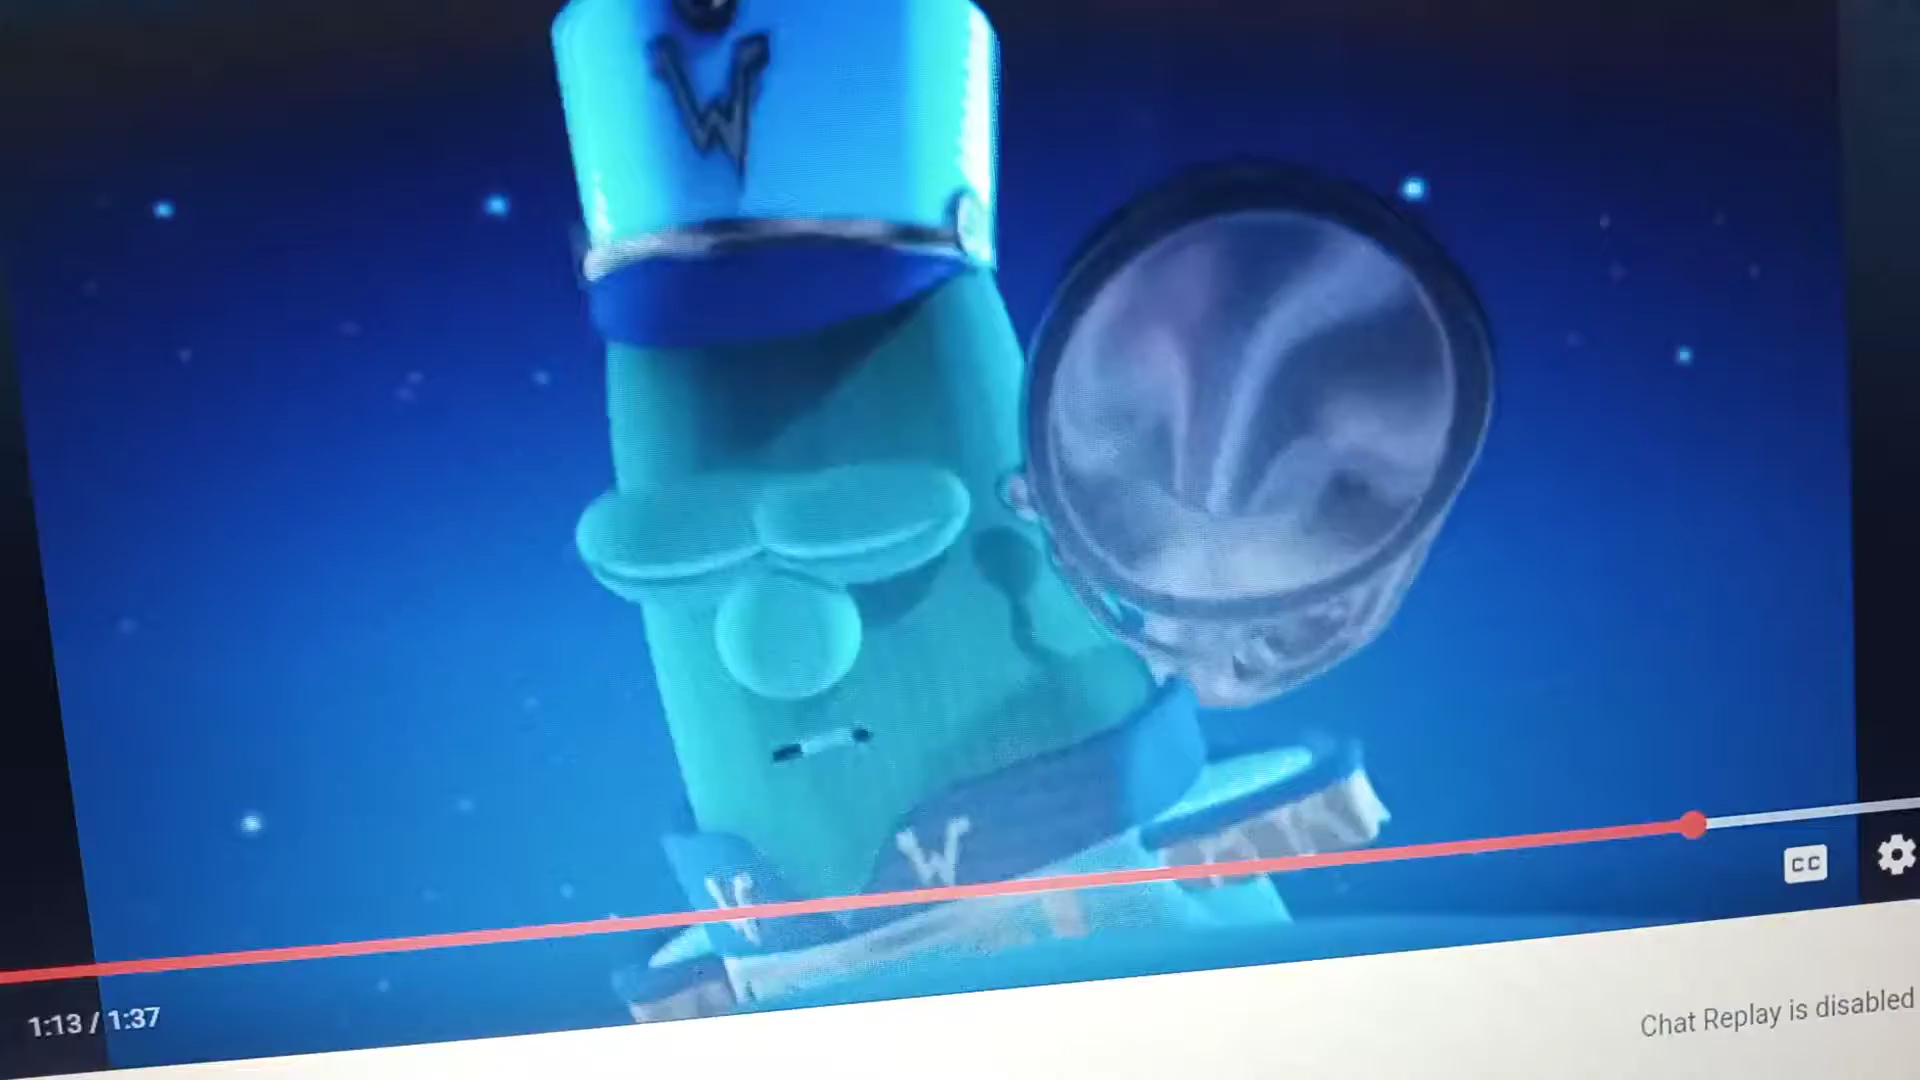 W
W
W
CC
1:13 / 1:37
Chat Replay is disabled